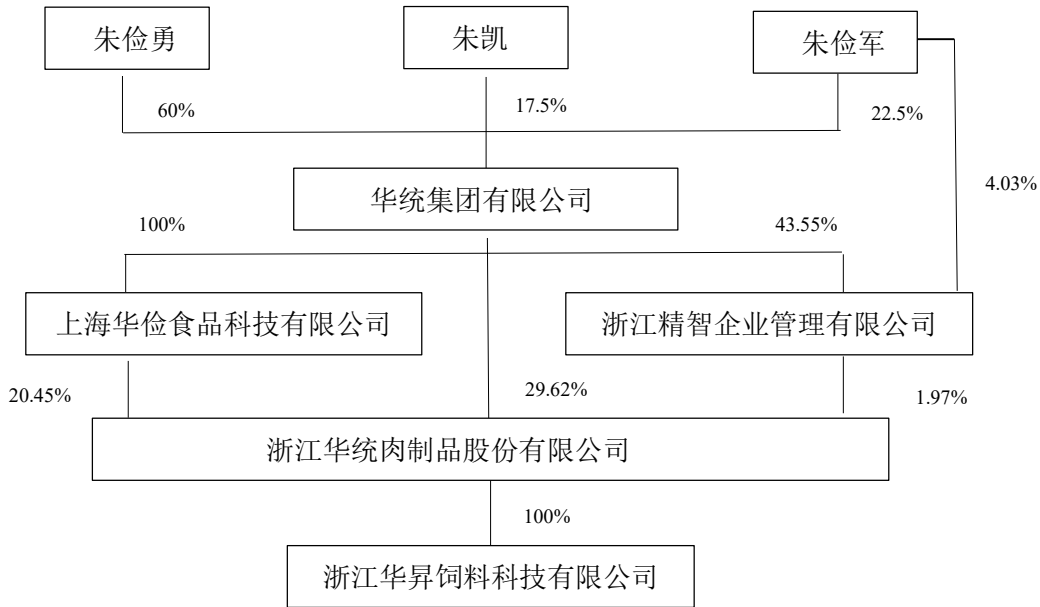 朱俭勇
朱凯
朱俭军
60%
17.5%
22.5%
4.03%
华统集团有限公司
100%
43.55%
上海华俭食品科技有限公司
浙江精智企业管理有限公司
20.45%
29.62%
1.97%
浙江华统肉制品股份有限公司
100%
浙江华昇饲料科技有限公司